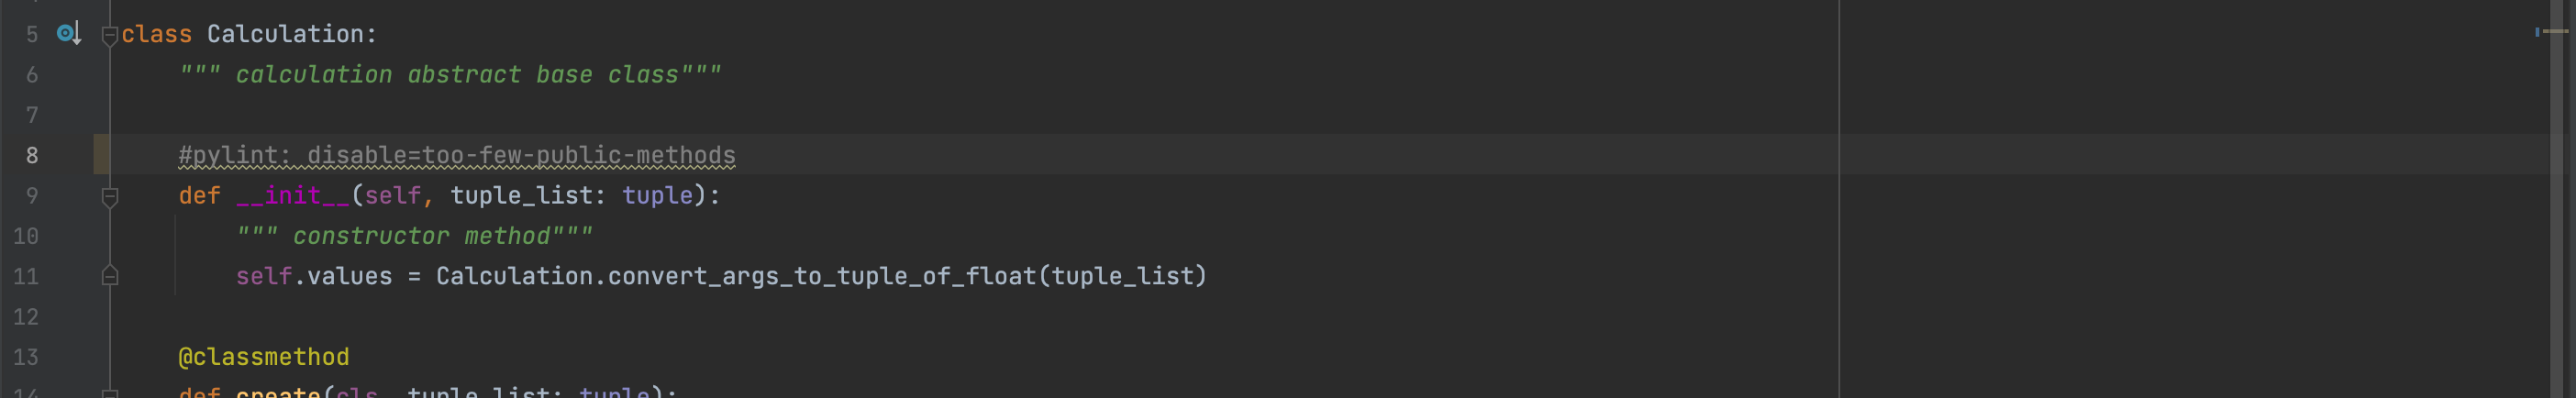 5 class Calculation:
6 """ calculation abstract base class"""
7
8 #pylint: disable=too-few-public-methods
9 def __init__(self, tuple_list: tuple):
10 """ constructor method"""
11 self.values = Calculation.convert_args_to_tuple_of_float(tuple_list)
12
13 @classmethod
14 def create(cls, tuple_list: tuple):